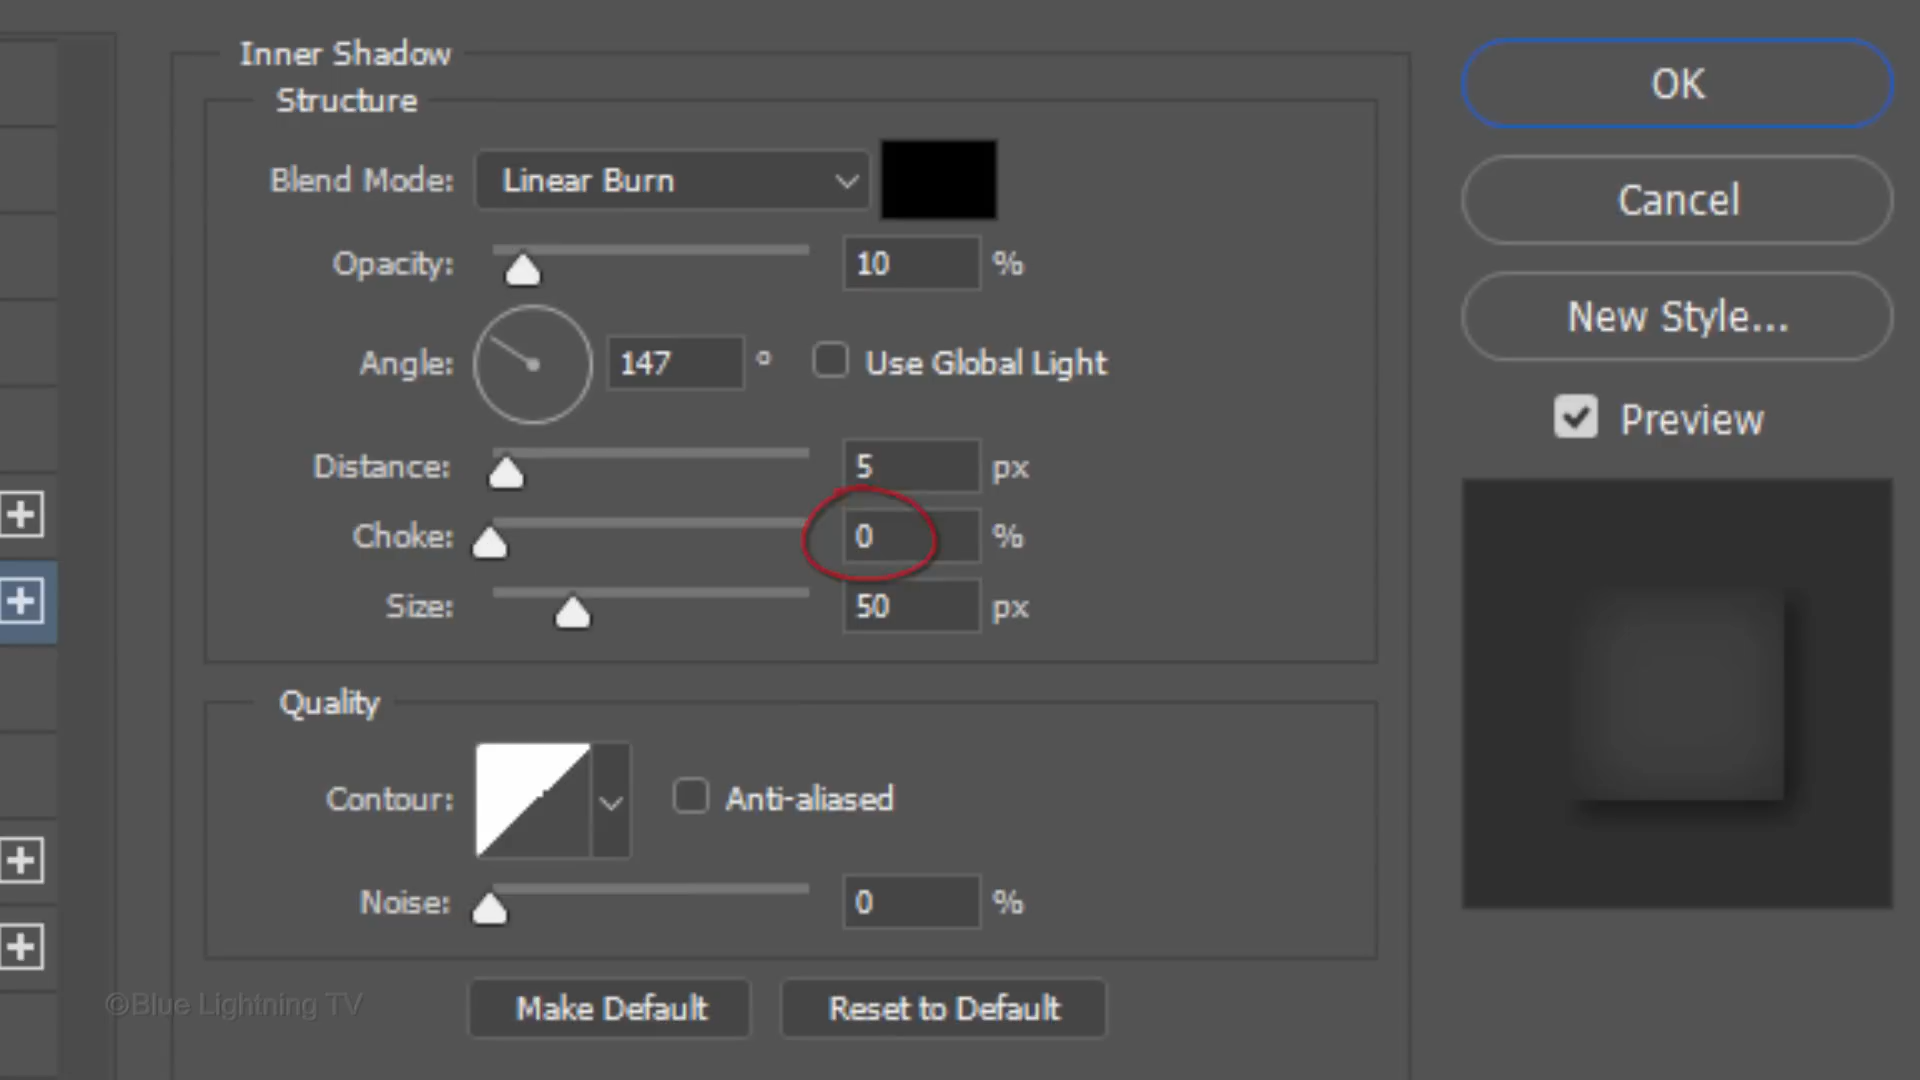 Inner Shadow
Structure
Blend Mode: Linear Burn
Opacity: 10 %
Angle: 147 ° Use Global Light
Distance: 5 px
Choke: 0 %
Size: 50 px
Quality
Contour: Anti-aliased
Noise: 0 %
Make Default Reset to Default
OK
Cancel
New Style...
Preview
©Blue Lightning TV